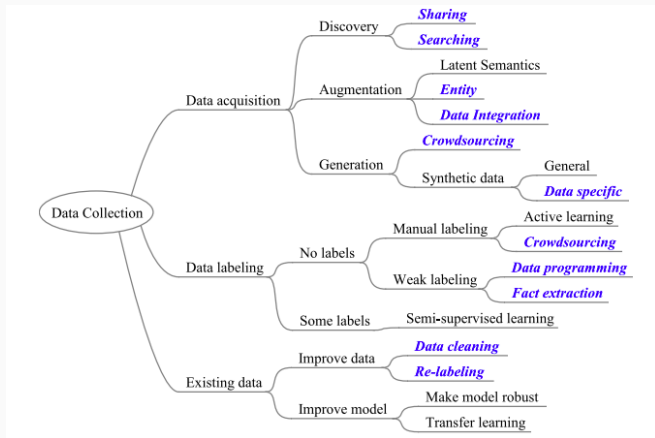 Sharing
Discovery
Searching
Latent Semantics
Data acquisition
Augmentation
Entity
Data Integration
Crowdsourcing
Generation
General
Synthetic data
Data specific
Data Collection
Active learning
Manual labeling
Crowdsourcing
No labels
Data programming
Data labeling
Weak labeling
Fact extraction
Some labels
Semi-supervised learning
Data cleaning
Improve data
Re-labeling
Existing data
Make model robust
Improve model
Transfer learning